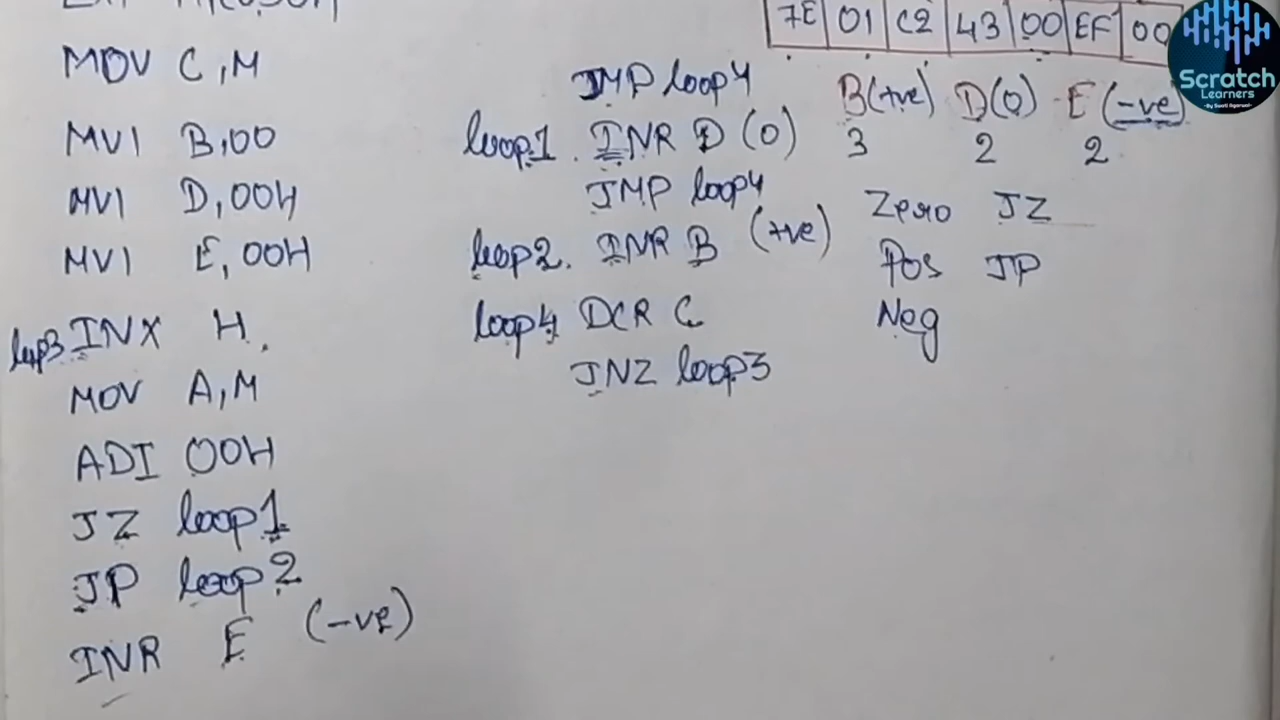 MOV C,M
MVI B,00
MVI D,00H
MVI E,00H
loop3 INX H.
MOV A,M
ADI 00H
JZ loop1
JP loop2
INR E (-ve)
JMP loop4
loop1. INR D (0)
JMP loop4
loop2. INR B (+ve)
loop4 DCR C
JNZ loop3
7E 01 C2 43 00 EF 00
B(+ve) D(0) E(-ve)
3 2 2
Zero JZ
Pos JP
Neg
Scratch
Learners